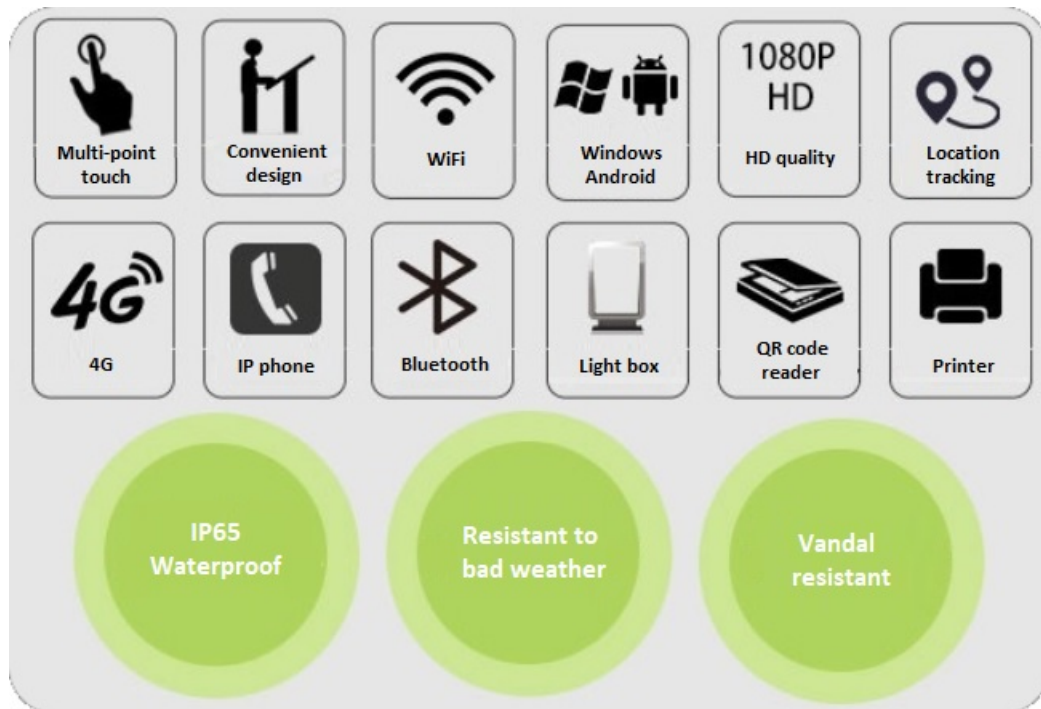 1080P
HD
Multi-point
touch
Convenient
design
WiFi
Windows
Android
HD quality
Location
tracking
4G
4G
IP phone
Bluetooth
Light box
QR code
reader
Printer
IP65
Waterproof
Resistant to
bad weather
Vandal
resistant